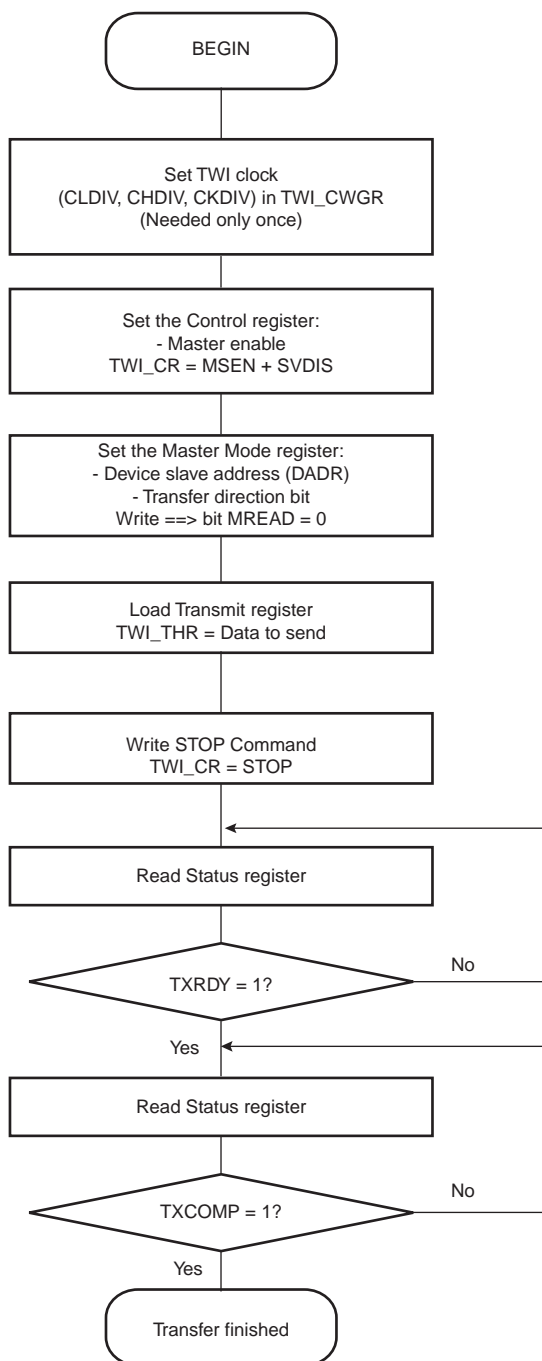 BEGIN
Set TWI clock
(CLDIV, CHDIV, CKDIV) in TWI_CWGR
(Needed only once)
Set the Control register:
- Master enable
TWI_CR = MSEN + SVDIS
Set the Master Mode register:
- Device slave address (DADR)
- Transfer direction bit
Write ==> bit MREAD = 0
Load Transmit register
TWI_THR = Data to send
Write STOP Command
TWI_CR = STOP
Read Status register
TXRDY = 1?
No
Yes
Read Status register
TXCOMP = 1?
No
Yes
Transfer finished